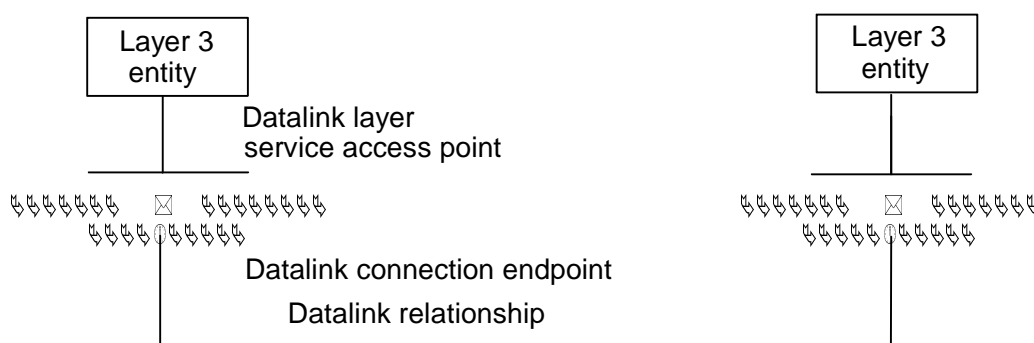 Layer 3
entity
Layer 3
entity
Datalink layer
service access point
Datalink connection endpoint
Datalink relationship